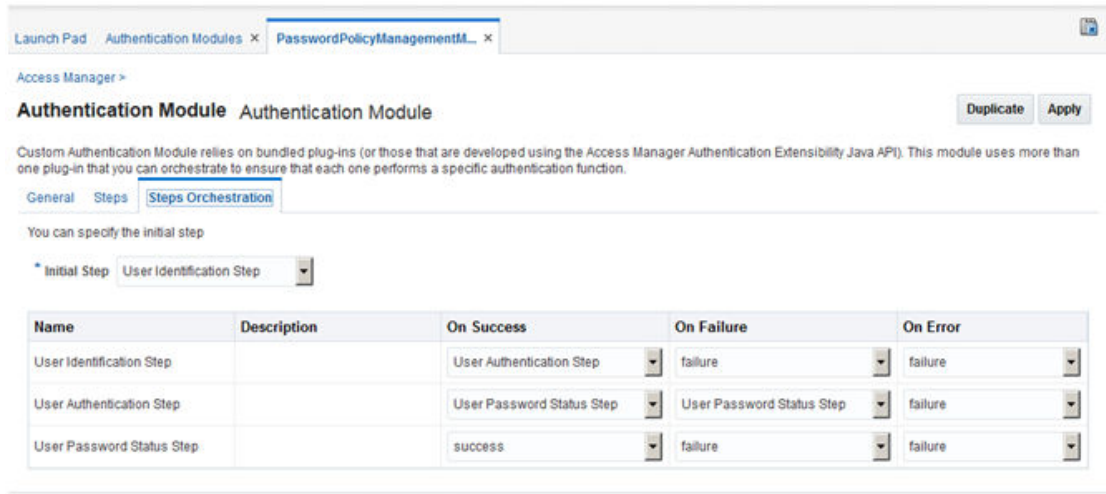 Launch Pad Authentication Modules × PasswordPolicyManagementM... ×
Access Manager >
Authentication Module Authentication Module Duplicate Apply
Custom Authentication Module relies on bundled plug-ins (or those that are developed using the Access Manager Authentication Extensibility Java API). This module uses more than
one plug-in that you can orchestrate to ensure that each one performs a specific authentication function.
General Steps Steps Orchestration
You can specify the initial step
* Initial Step User Identification Step
Name Description On Success On Failure On Error
User Identification Step User Authentication Step failure failure
User Authentication Step User Password Status Step User Password Status Step failure
User Password Status Step success failure failure